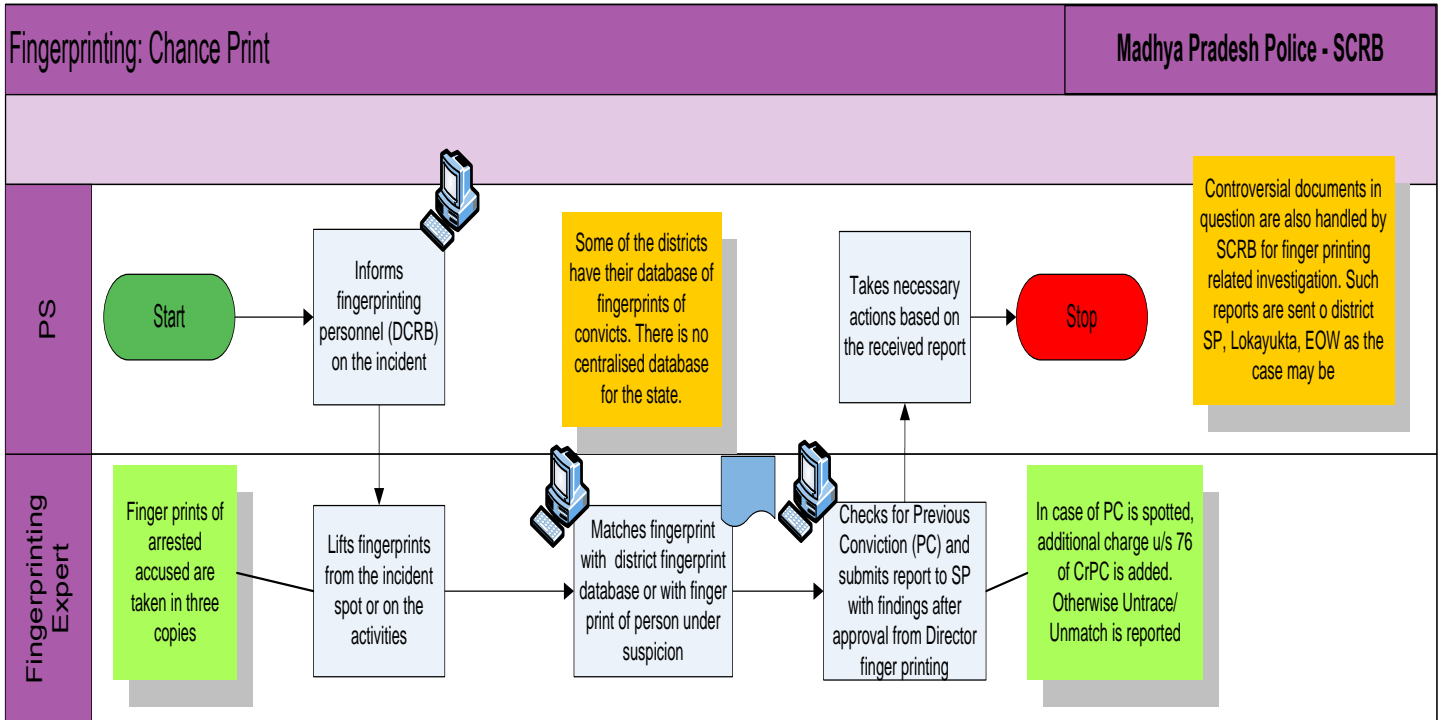 Fingerprinting: Chance Print
Madhya Pradesh Police - SCRB
PS
Start
Informs
fingerprinting
personnel (DCRB)
on the incident
Some of the districts
have their database of
fingerprints of
convicts. There is no
centralised database
for the state.
Takes necessary
actions based on
the received report
Stop
Controversial documents in
question are also handled by
SCRB for finger printing
related investigation. Such
reports are sent o district
SP, Lokayukta, EOW as the
case may be
Fingerprinting
Expert
Finger prints of
arrested
accused are
taken in three
copies
Lifts fingerprints
from the incident
spot or on the
activities
Matches fingerprint
with district fingerprint
database or with finger
print of person under
suspicion
Checks for Previous
Conviction (PC) and
submits report to SP
with findings after
approval from Director
finger printing
In case of PC is spotted,
additional charge u/s 76
of CrPC is added.
Otherwise Untrace/
Unmatch is reported